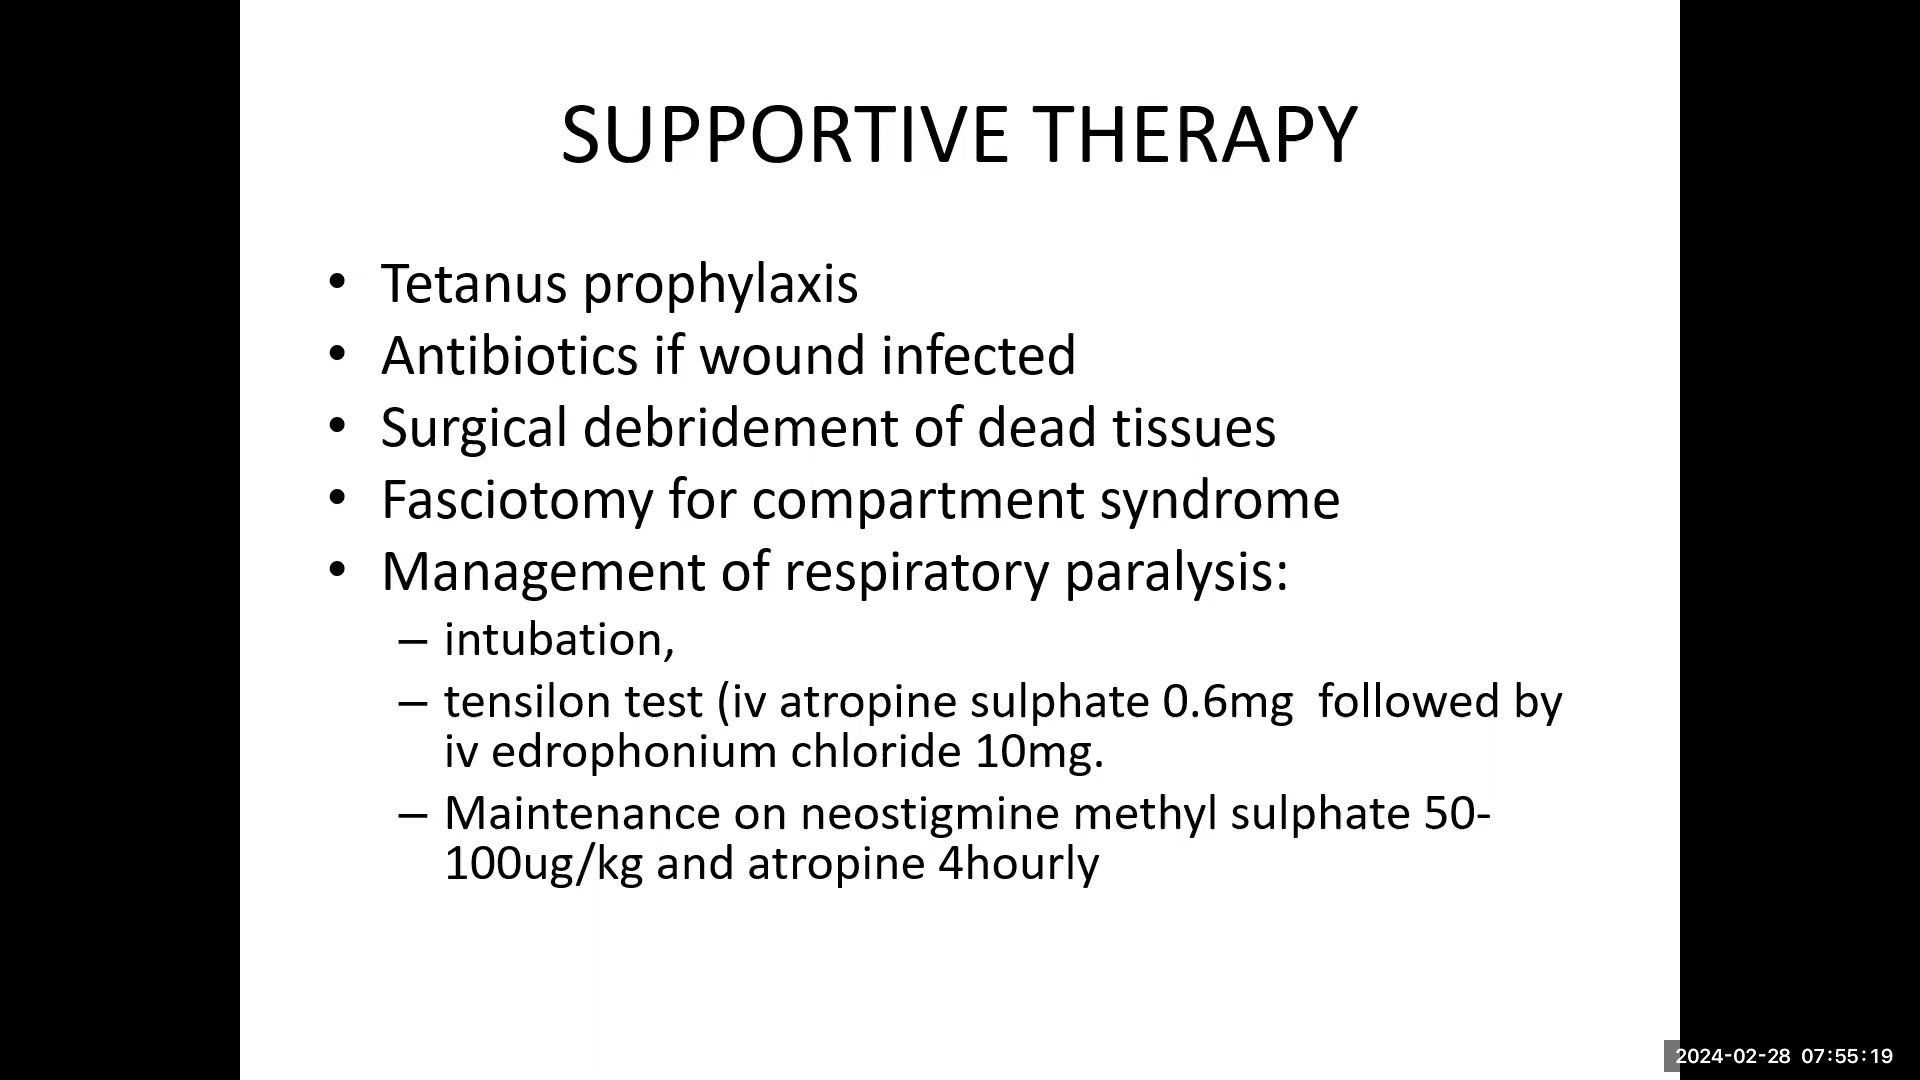 SUPPORTIVE THERAPY
• Tetanus prophylaxis
• Antibiotics if wound infected
• Surgical debridement of dead tissues
• Fasciotomy for compartment syndrome
• Management of respiratory paralysis:
– intubation,
– tensilon test (iv atropine sulphate 0.6mg  followed by
iv edrophonium chloride 10mg.
– Maintenance on neostigmine methyl sulphate 50-
100ug/kg and atropine 4hourly
2024-02-28 07:55:19